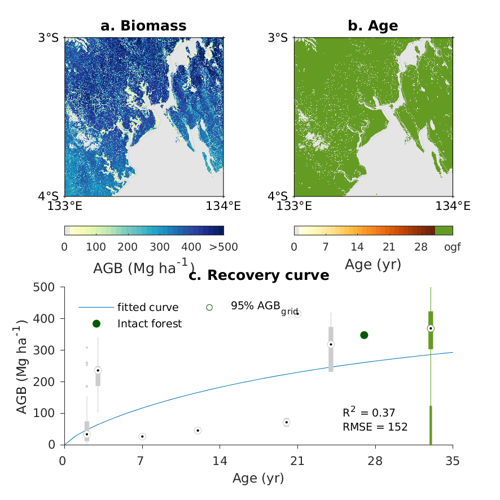 a. Biomass
b. Age
3°S
3°S
4°S
4°S
133°E
134°E
133°E
134°E
0 100 200 300 400 >500
0 7 14 21 28 ogf
AGB (Mg ha-1)
Age (yr)
c. Recovery curve
500
400
300
200
100
0
AGB (Mg ha-1)
fitted curve
95% AGBgrid
Intact forest
R2 = 0.37
RMSE = 152
0 7 14 21 28 35
Age (yr)